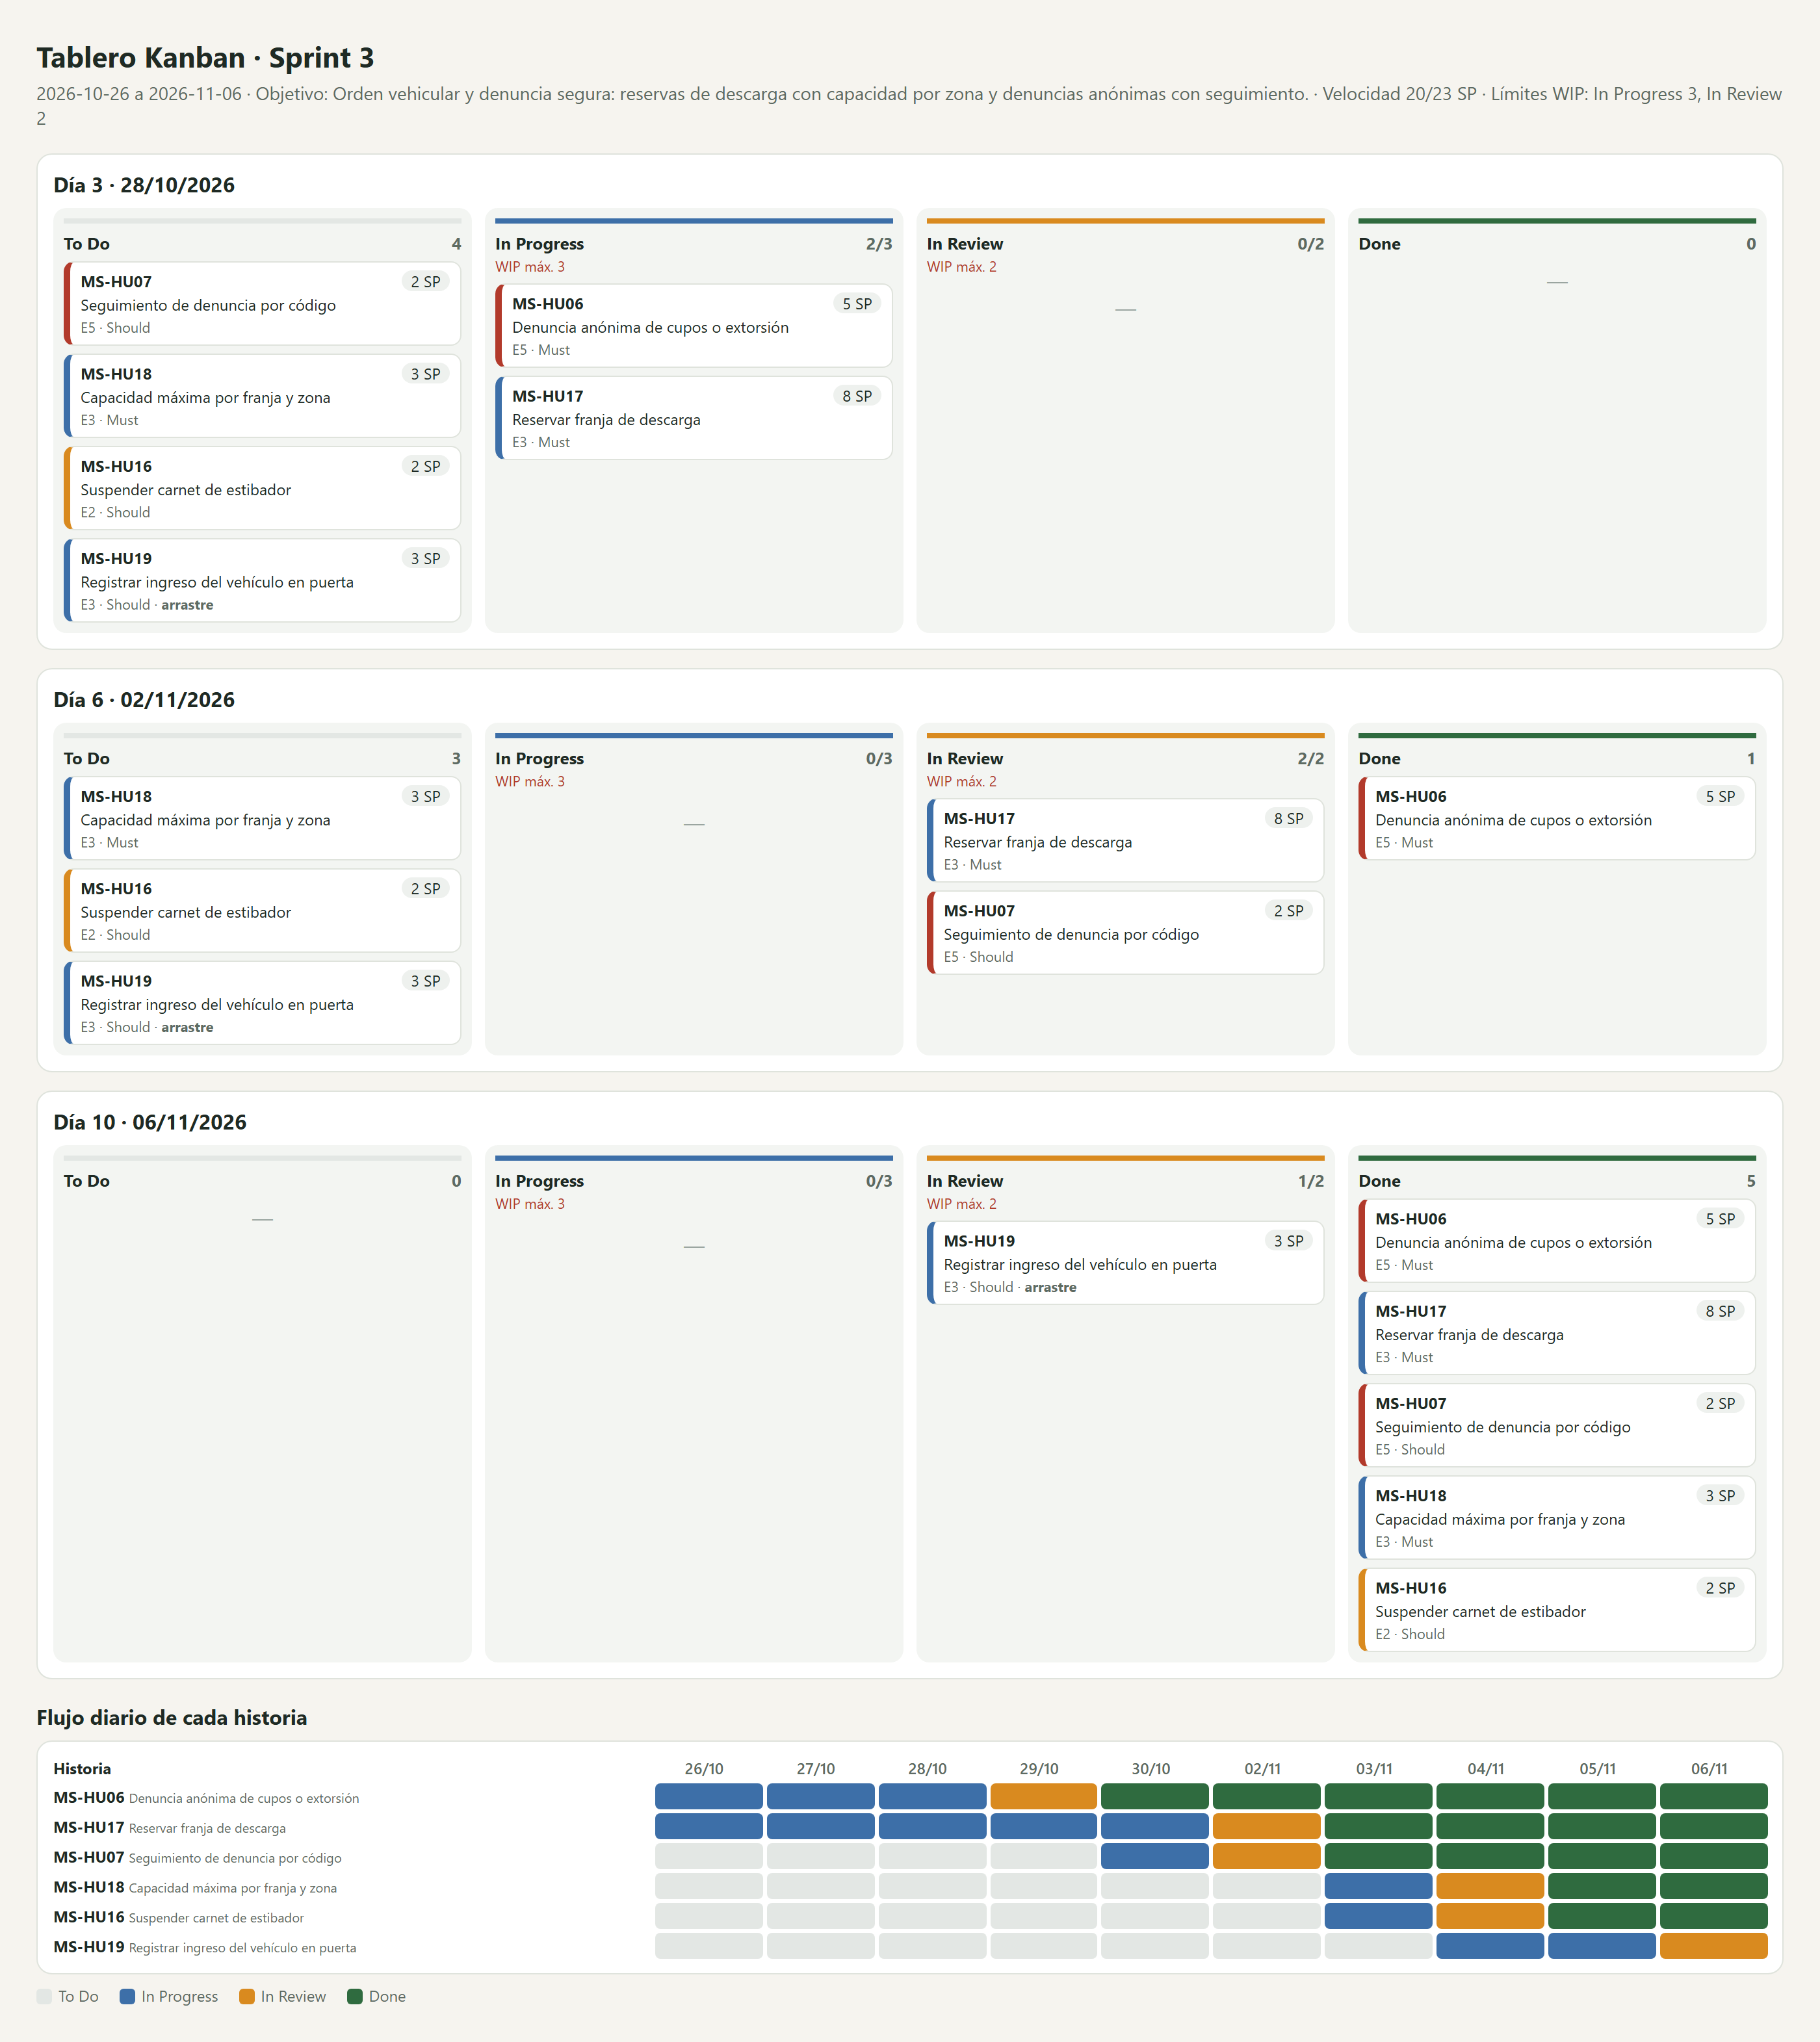 Tablero Kanban · Sprint 3
2026-10-26 a 2026-11-06 · Objetivo: Orden vehicular y denuncia segura: reservas de descarga con capacidad por zona y denuncias anónimas con seguimiento. · Velocidad 20/23 SP · Límites WIP: In Progress 3, In Review
2
Día 3 · 28/10/2026
To Do 4
MS-HU07 2 SP
Seguimiento de denuncia por código
E5 · Should
MS-HU18 3 SP
Capacidad máxima por franja y zona
E3 · Must
MS-HU16 2 SP
Suspender carnet de estibador
E2 · Should
MS-HU19 3 SP
Registrar ingreso del vehículo en puerta
E3 · Should · arrastre
In Progress 2/3
WIP máx. 3
MS-HU06 5 SP
Denuncia anónima de cupos o extorsión
E5 · Must
MS-HU17 8 SP
Reservar franja de descarga
E3 · Must
In Review 0/2
WIP máx. 2
—
Done 0
—
Día 6 · 02/11/2026
To Do 3
MS-HU18 3 SP
Capacidad máxima por franja y zona
E3 · Must
MS-HU16 2 SP
Suspender carnet de estibador
E2 · Should
MS-HU19 3 SP
Registrar ingreso del vehículo en puerta
E3 · Should · arrastre
In Progress 0/3
WIP máx. 3
—
In Review 2/2
WIP máx. 2
MS-HU17 8 SP
Reservar franja de descarga
E3 · Must
MS-HU07 2 SP
Seguimiento de denuncia por código
E5 · Should
Done 1
MS-HU06 5 SP
Denuncia anónima de cupos o extorsión
E5 · Must
Día 10 · 06/11/2026
To Do 0
—
In Progress 0/3
WIP máx. 3
—
In Review 1/2
WIP máx. 2
MS-HU19 3 SP
Registrar ingreso del vehículo en puerta
E3 · Should · arrastre
Done 5
MS-HU06 5 SP
Denuncia anónima de cupos o extorsión
E5 · Must
MS-HU17 8 SP
Reservar franja de descarga
E3 · Must
MS-HU07 2 SP
Seguimiento de denuncia por código
E5 · Should
MS-HU18 3 SP
Capacidad máxima por franja y zona
E3 · Must
MS-HU16 2 SP
Suspender carnet de estibador
E2 · Should
Flujo diario de cada historia
Historia 26/10 27/10 28/10 29/10 30/10 02/11 03/11 04/11 05/11 06/11
MS-HU06 Denuncia anónima de cupos o extorsión
MS-HU17 Reservar franja de descarga
MS-HU07 Seguimiento de denuncia por código
MS-HU18 Capacidad máxima por franja y zona
MS-HU16 Suspender carnet de estibador
MS-HU19 Registrar ingreso del vehículo en puerta
To Do In Progress In Review Done